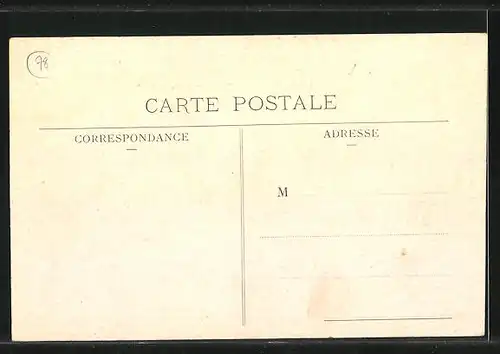 98
CARTE POSTALE
CORRESPONDANCE
ADRESSE
M